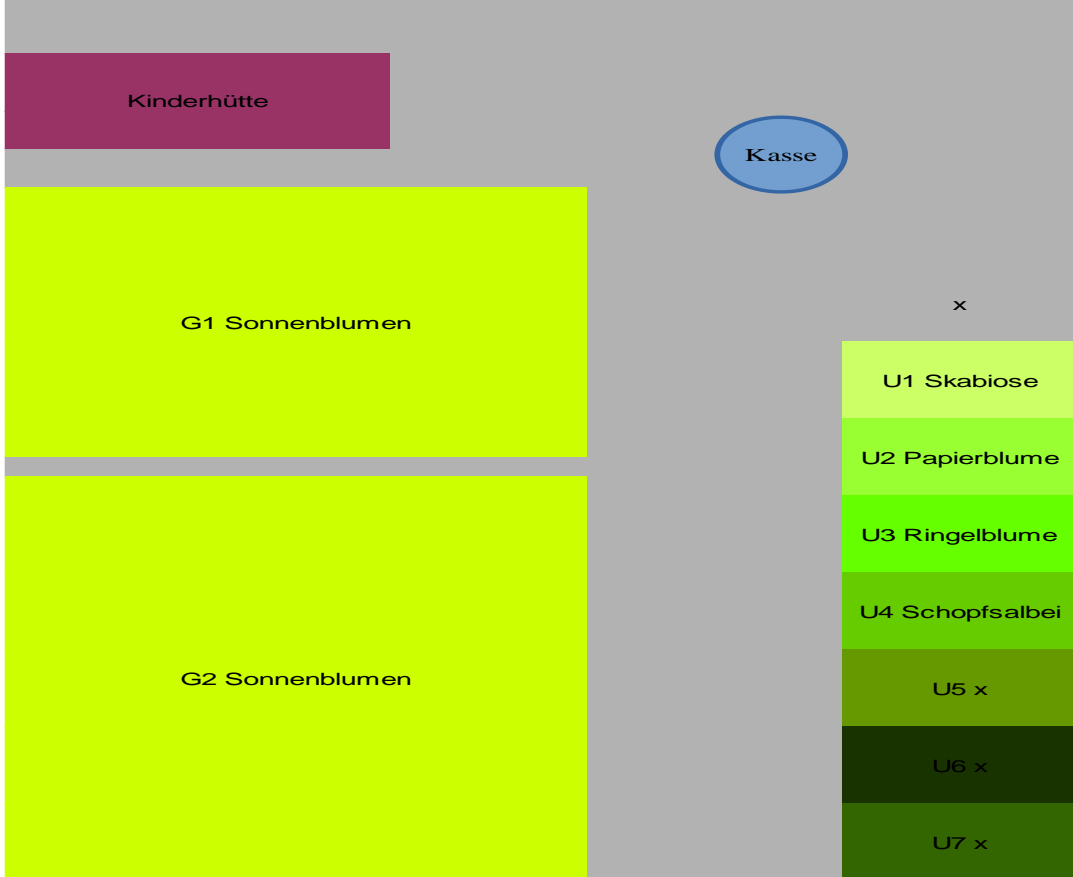 Kinderhütte
Kasse
G1 Sonnenblumen
x
U1 Skabiose
U2 Papierblume
U3 Ringelblume
U4 Schopfsalbei
G2 Sonnenblumen
U5 x
U6 x
U7 x